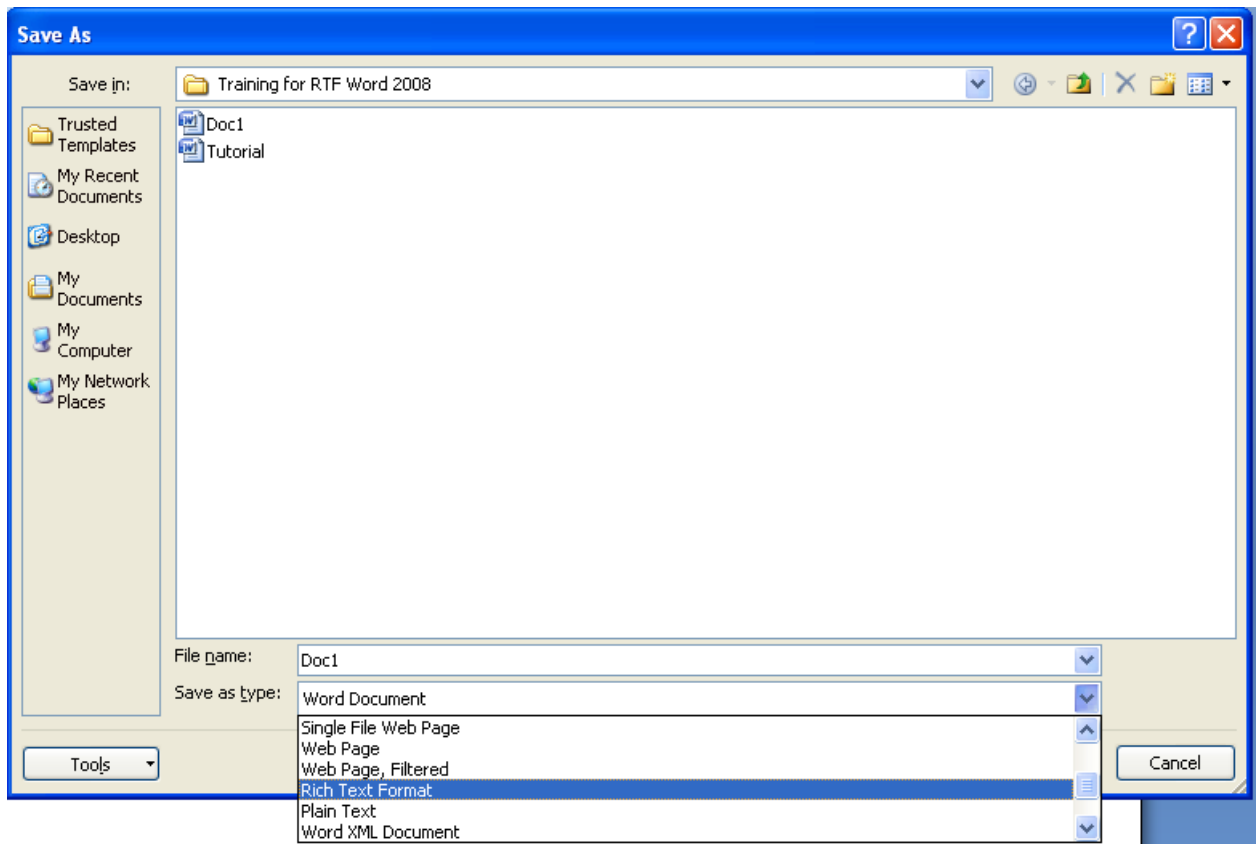 Save As
Save in:
Training for RTF Word 2008
Trusted
Templates
My Recent
Documents
Desktop
My
Documents
My
Computer
My Network
Places
Doc1
Tutorial
File name:
Doc1
Save as type:
Word Document
Single File Web Page
Web Page
Web Page, Filtered
Rich Text Format
Plain Text
Word XML Document
Tools
Cancel